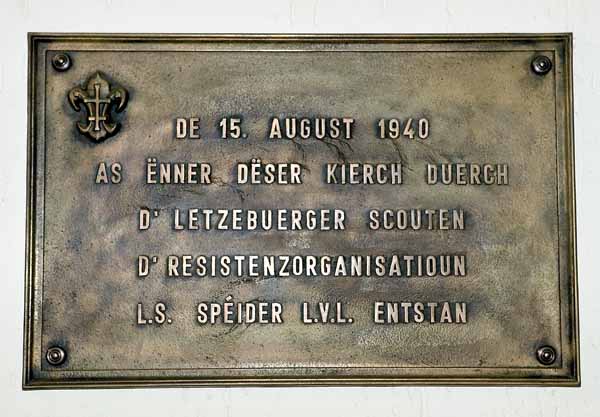 DE 15. AUGUST 1940
AS ËNNER DËSER KIERCH DUERCH
D' LETZEBUERGER SCOUTEN
D' RESISTENZORGANISATIOUN
L.S. SPÉIDER L.V.L. ENTSTAN